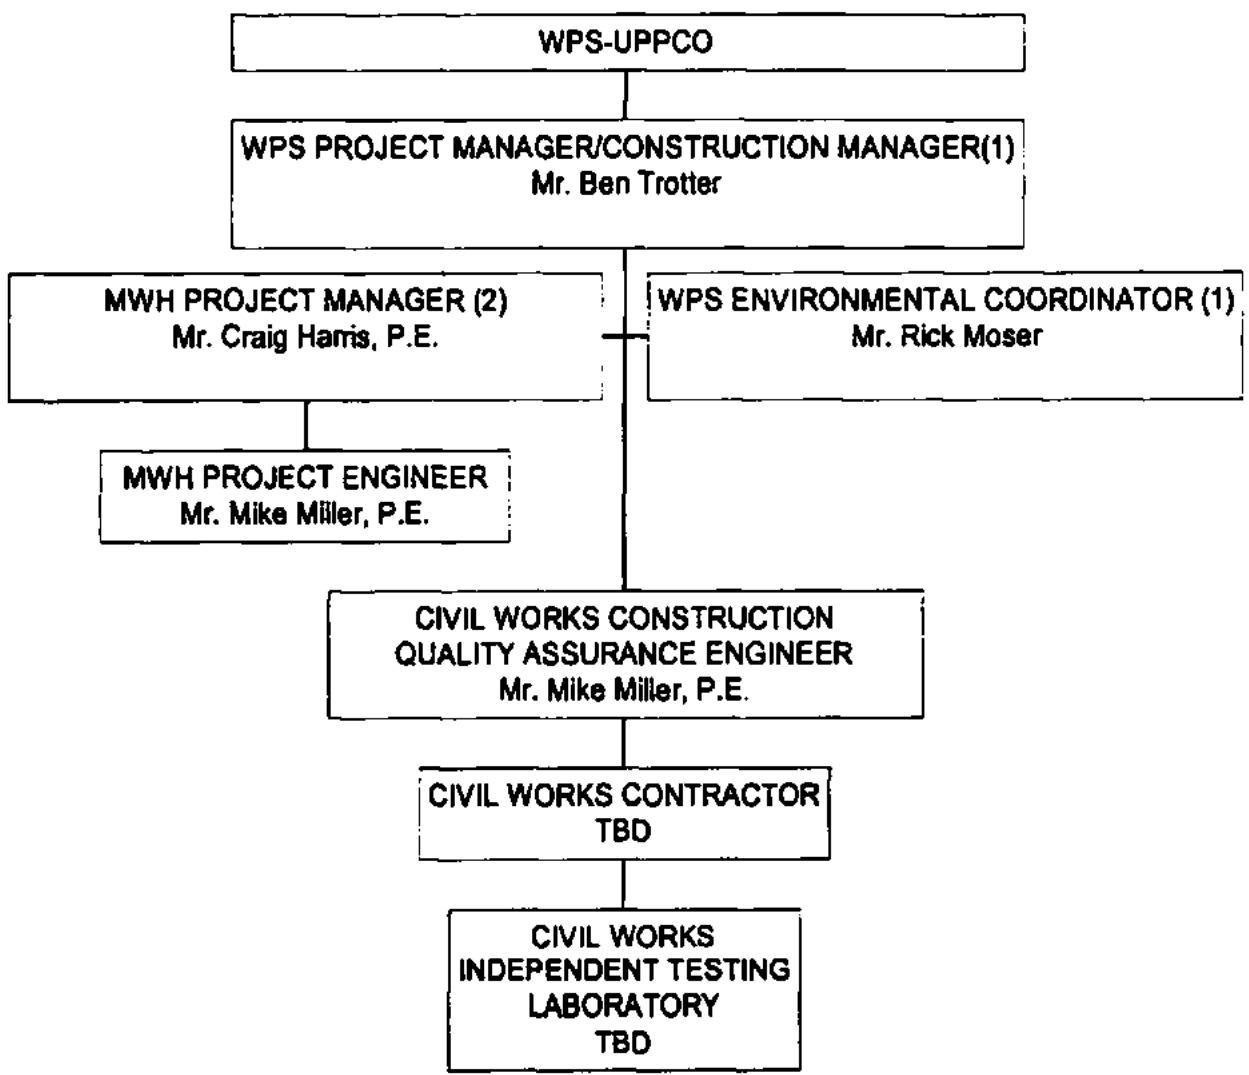 WPS-UPPCO
WPS PROJECT MANAGER/CONSTRUCTION MANAGER(1)
Mr. Ben Trotter
MWH PROJECT MANAGER (2)
Mr. Craig Harris, P.E.
WPS ENVIRONMENTAL COORDINATOR (1)
Mr. Rick Moser
MWH PROJECT ENGINEER
Mr. Mike Miller, P.E.
CIVIL WORKS CONSTRUCTION
QUALITY ASSURANCE ENGINEER
Mr. Mike Miller, P.E.
CIVIL WORKS CONTRACTOR
TBD
CIVIL WORKS
INDEPENDENT TESTING
LABORATORY
TBD